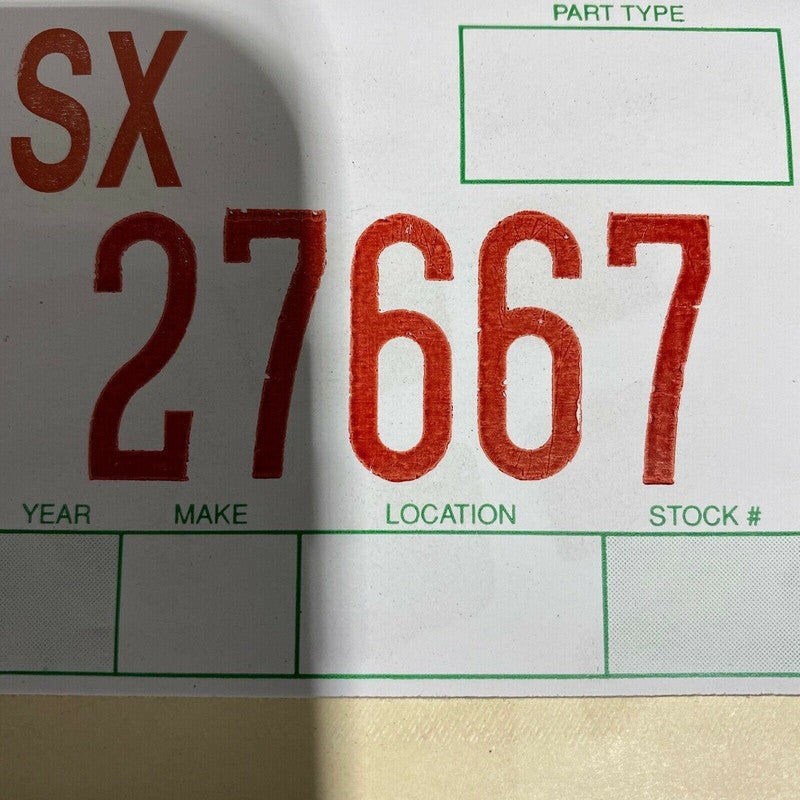 PART TYPE
SX
27667
YEAR MAKE LOCATION STOCK #